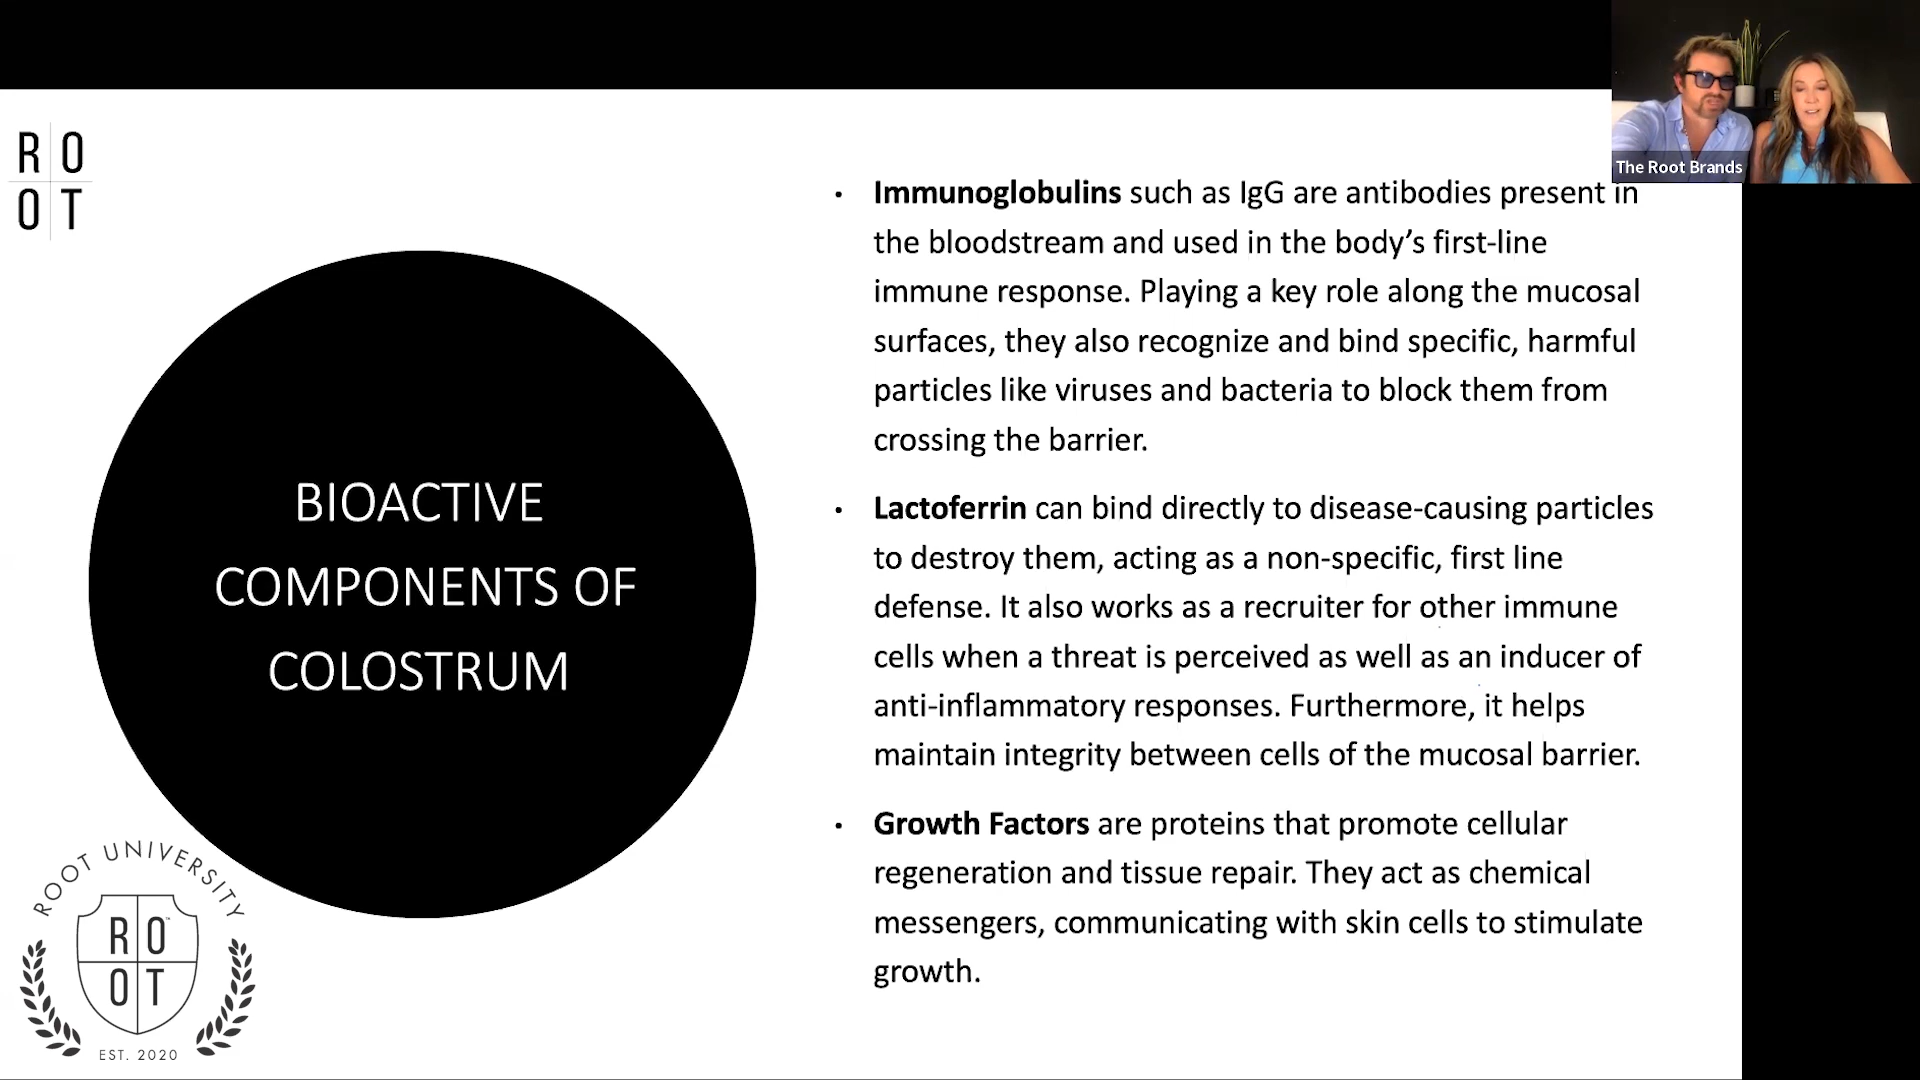 R O
O T
BIOACTIVE
COMPONENTS OF
COLOSTRUM
• Immunoglobulins such as IgG are antibodies present in
the bloodstream and used in the body’s first-line
immune response. Playing a key role along the mucosal
surfaces, they also recognize and bind specific, harmful
particles like viruses and bacteria to block them from
crossing the barrier.
• Lactoferrin can bind directly to disease-causing particles
to destroy them, acting as a non-specific, first line
defense. It also works as a recruiter for other immune
cells when a threat is perceived as well as an inducer of
anti-inflammatory responses. Furthermore, it helps
maintain integrity between cells of the mucosal barrier.
• Growth Factors are proteins that promote cellular
regeneration and tissue repair. They act as chemical
messengers, communicating with skin cells to stimulate
growth.
The Root Brands
ROOT UNIVERSITY
R O™
O T
EST. 2020